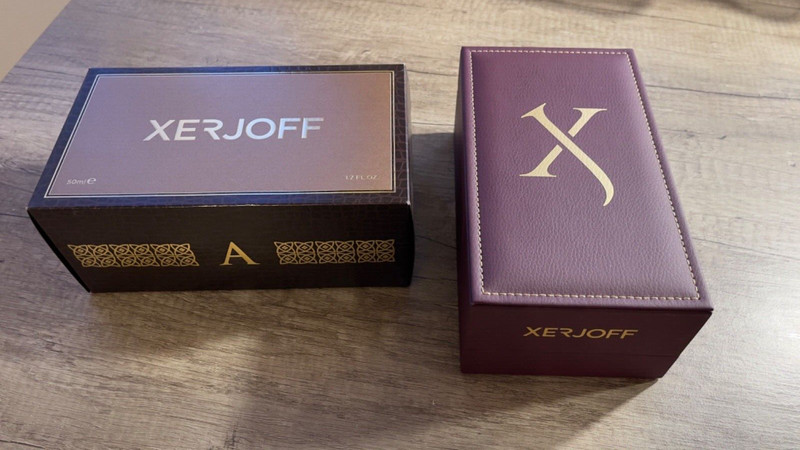 XERJOFF
50ml e
1.7 FL.OZ
A
X
XERJOFF